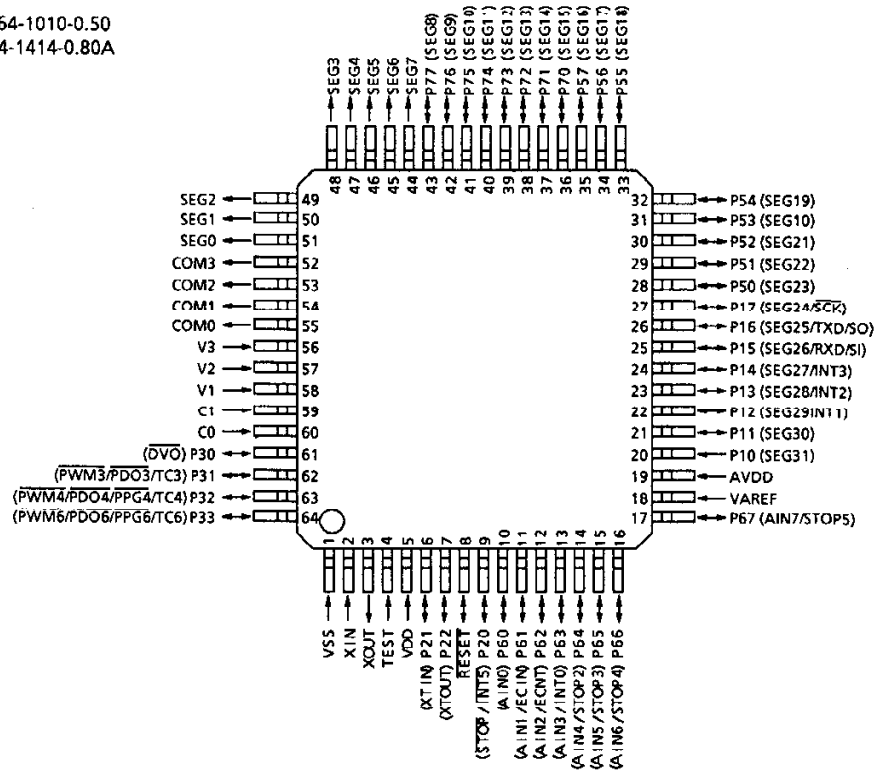 64-1010-0.50
4-1414-0.80A
SEG3
SEG4
SEG5
SEG6
SEG7
P77 (SEG8)
P76 (SEG9)
P75 (SEG10)
P74 (SEG11)
P73 (SEG12)
P72 (SEG13)
P71 (SEG14)
P70 (SEG15)
P57 (SEG16)
P56 (SEG17)
P55 (SEG18)
48 47 46 45 44 43 42 41 40 39 38 37 36 35 34 33
SEG2 49
SEG1 50
SEG0 51
COM3 52
COM2 53
COM1 54
COM0 55
V3 56
V2 57
V1 58
C1 59
C0 60
(DVO) P30 61
(PWM3/PDO3/TC3) P31 62
(PWM4/PDO4/PPG4/TC4) P32 63
(PWM6/PDO6/PPG6/TC6) P33 64
32 P54 (SEG19)
31 P53 (SEG10)
30 P52 (SEG21)
29 P51 (SEG22)
28 P50 (SEG23)
27 P17 (SEG24/SCK)
26 P16 (SEG25/TXD/SO)
25 P15 (SEG26/RXD/SI)
24 P14 (SEG27/INT3)
23 P13 (SEG28/INT2)
22 P12 (SEG29INT1)
21 P11 (SEG30)
20 P10 (SEG31)
19 AVDD
18 VAREF
17 P67 (AIN7/STOP5)
1 2 3 4 5 6 7 8 9 10 11 12 13 14 15 16
VSS
XIN
XOUT
TEST
VDD
(XTIN) P21
(XTOUT) P22
RESET
(STOP/INT5) P20
(AIN0) P60
(AIN1/ECIN) P61
(AIN2/ECNT) P62
(AIN3/INT0) P63
(AIN4/STOP2) P64
(AIN5/STOP3) P65
(AIN6/STOP4) P66